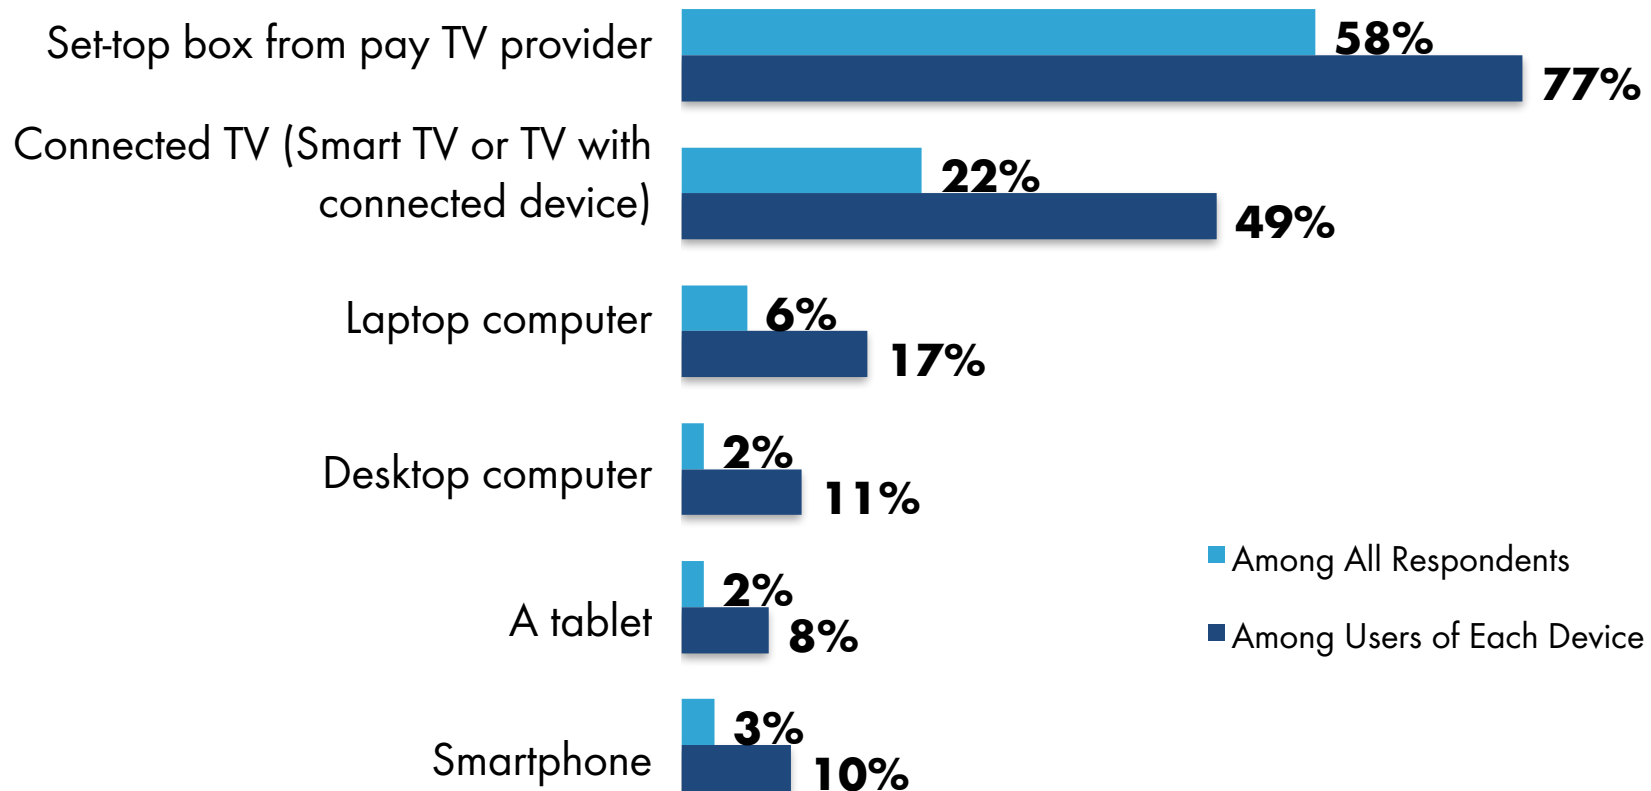 Set-top box from pay TV provider
58%
77%
Connected TV (Smart TV or TV with
connected device)
22%
49%
Laptop computer
6%
17%
Desktop computer
2%
11%
A tablet
2%
8%
Smartphone
3%
10%
Among All Respondents
Among Users of Each Device